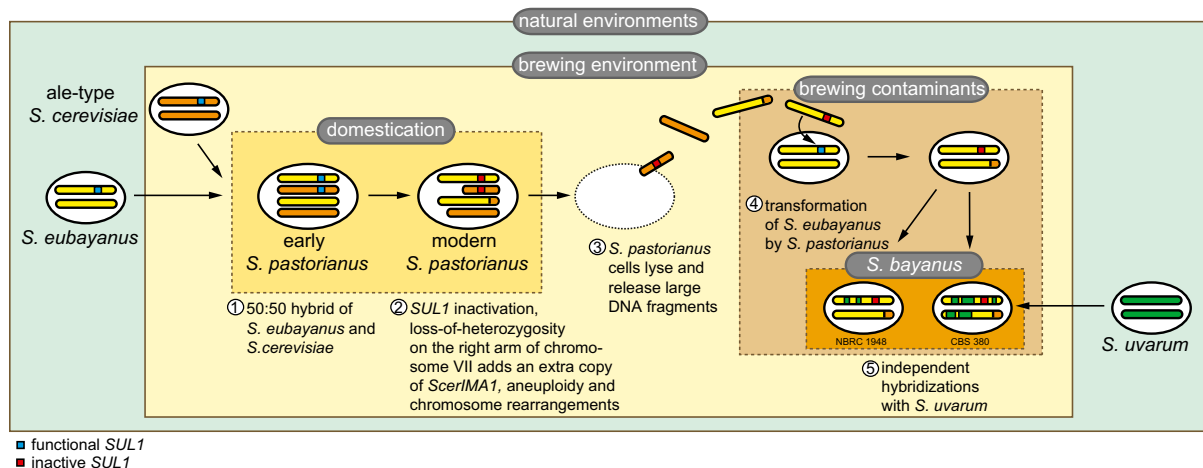 natural environments
brewing environment
ale-type
S. cerevisiae
brewing contaminants
domestication
S. eubayanus
early
S. pastorianus
modern
S. pastorianus
① 50:50 hybrid of
S. eubayanus and
S.cerevisiae
② SUL1 inactivation,
loss-of-heterozygosity
on the right arm of chromo-
some VII adds an extra copy
of ScerIMA1, aneuploidy and
chromosome rearrangements
③ S. pastorianus
cells lyse and
release large
DNA fragments
④ transformation
of S. eubayanus
by S. pastorianus
S. bayanus
NBRC 1948
CBS 380
S. uvarum
⑤ independent
hybridizations
with S. uvarum
functional SUL1
inactive SUL1